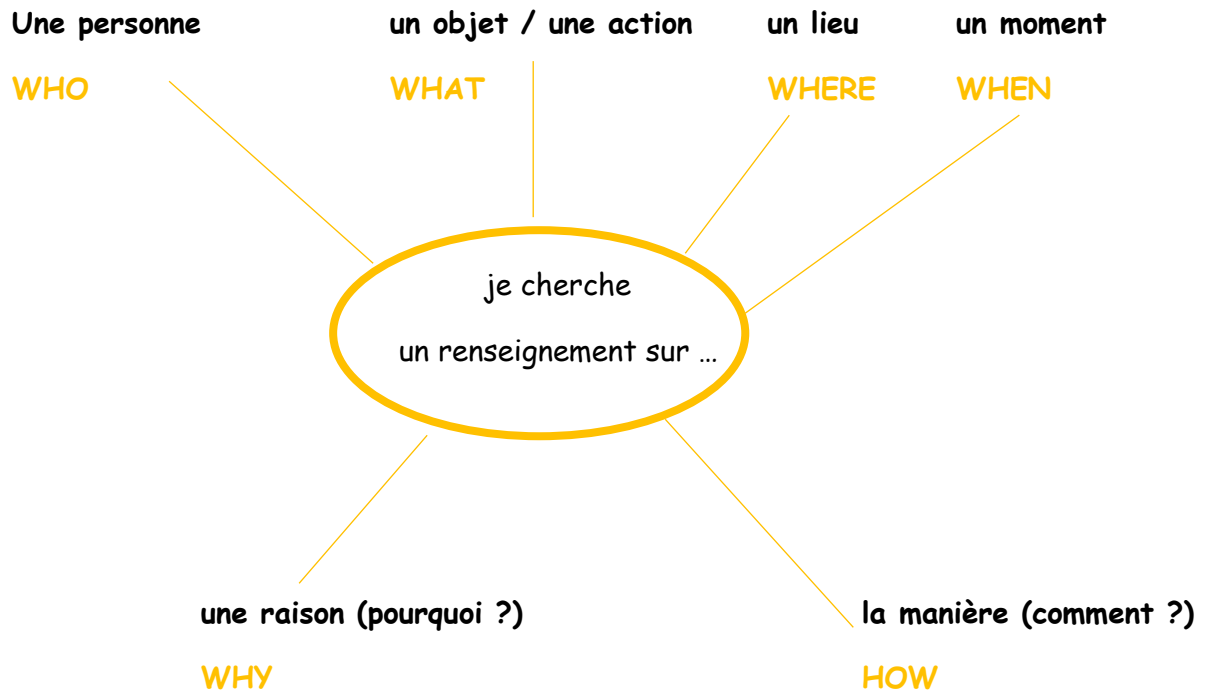 Une personne
un objet / une action
un lieu
un moment
WHO
WHAT
WHERE
WHEN
je cherche
un renseignement sur …
une raison (pourquoi ?)
la manière (comment ?)
WHY
HOW